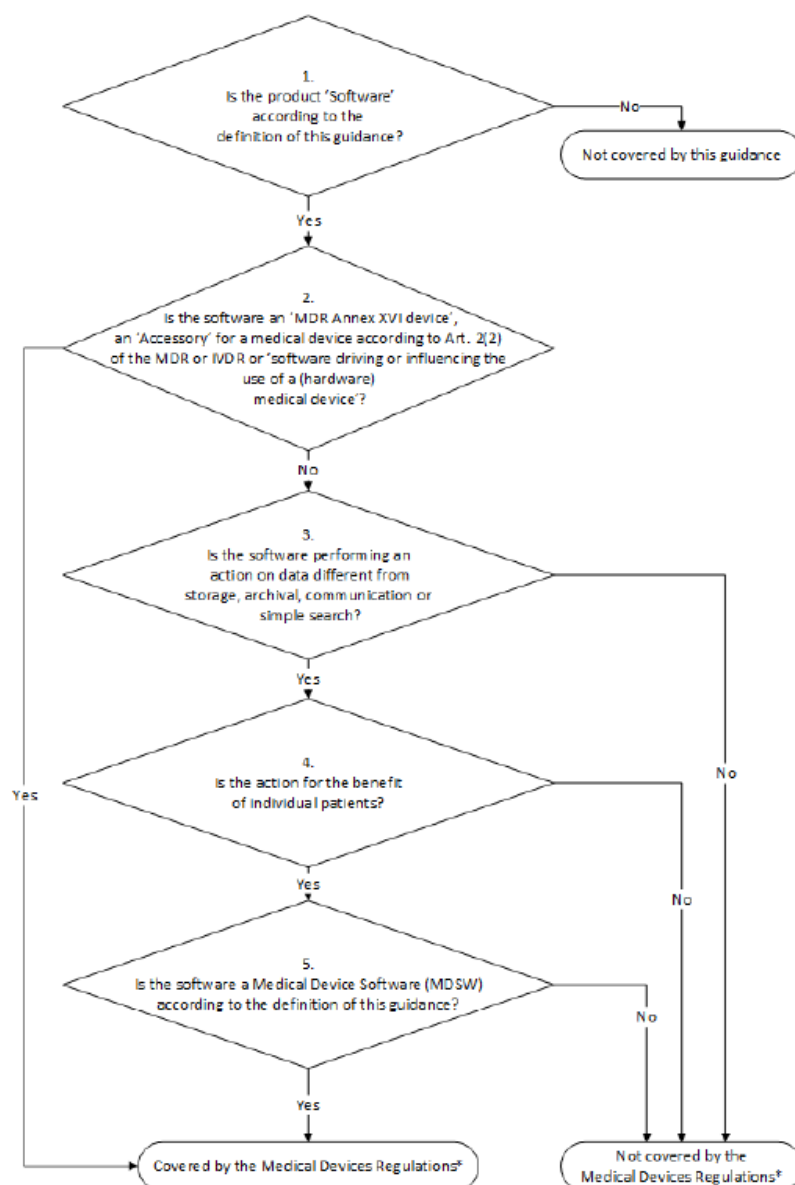 1.
Is the product 'Software'
according to the
definition of this guidance?
No
Not covered by this guidance
Yes
2.
Is the software an 'MDR Annex XVI device',
an 'Accessory' for a medical device according to Art. 2(2)
of the MDR or IVDR or 'software driving or influencing the
use of a (hardware)
medical device'?
No
3.
Is the software performing an
action on data different from
storage, archival, communication or
simple search?
Yes
4.
Is the action for the benefit
of individual patients?
No
Yes
Yes
No
5.
Is the software a Medical Device Software (MDSW)
according to the definition of this guidance?
No
Yes
Covered by the Medical Devices Regulations*
Not covered by the
Medical Devices Regulations*